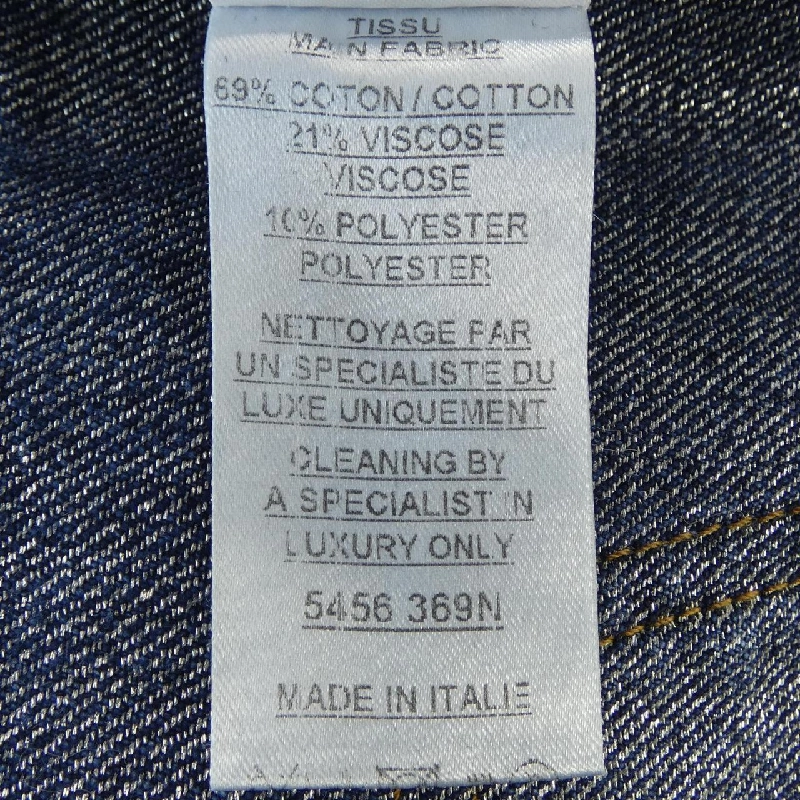 TISSU
MAIN FABRIC
69% COTON / COTTON
21% VISCOSE
VISCOSE
10% POLYESTER
POLYESTER
NETTOYAGE PAR
UN SPECIALISTE DU
LUXE UNIQUEMENT
CLEANING BY
A SPECIALIST IN
LUXURY ONLY
5456 369N
MADE IN ITALIE